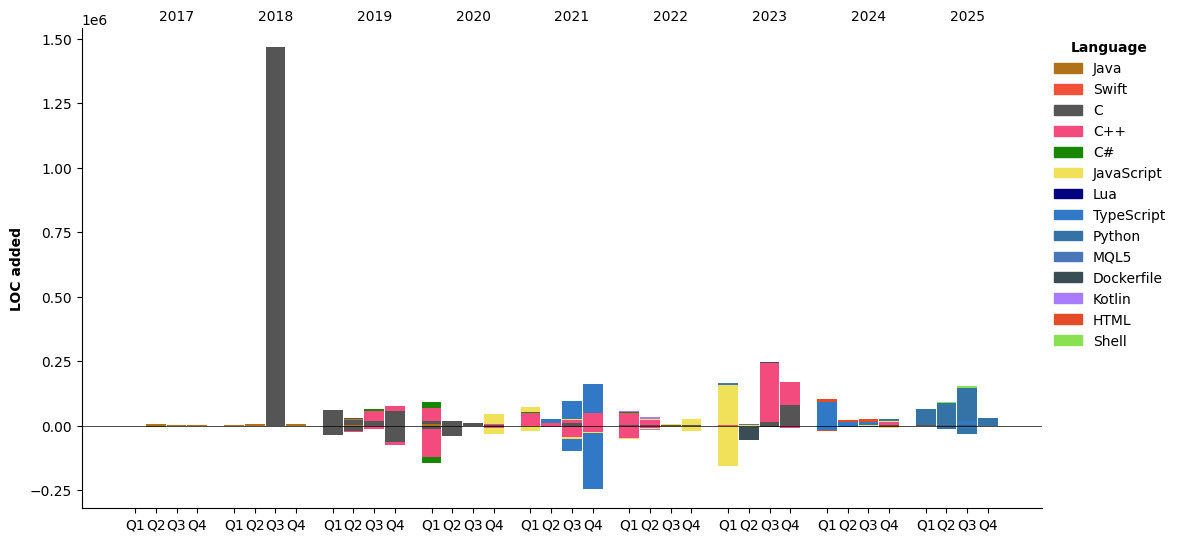 2017 2018 2019 2020 2021 2022 2023 2024 2025
1e6
1.50
1.25
1.00
0.75
0.50
0.25
0.00
−0.25
LOC added
Q1 Q2 Q3 Q4 Q1 Q2 Q3 Q4 Q1 Q2 Q3 Q4 Q1 Q2 Q3 Q4 Q1 Q2 Q3 Q4 Q1 Q2 Q3 Q4 Q1 Q2 Q3 Q4 Q1 Q2 Q3 Q4 Q1 Q2 Q3 Q4
Language
Java
Swift
C
C++
C#
JavaScript
Lua
TypeScript
Python
MQL5
Dockerfile
Kotlin
HTML
Shell